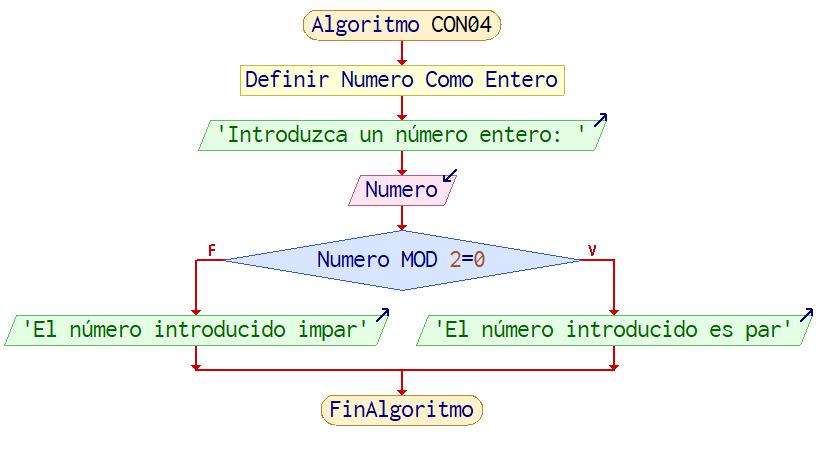 Algoritmo CON04
Definir Numero Como Entero
'Introduzca un número entero: '
Numero
Numero MOD 2=0
F
V
'El número introducido impar'
'El número introducido es par'
FinAlgoritmo